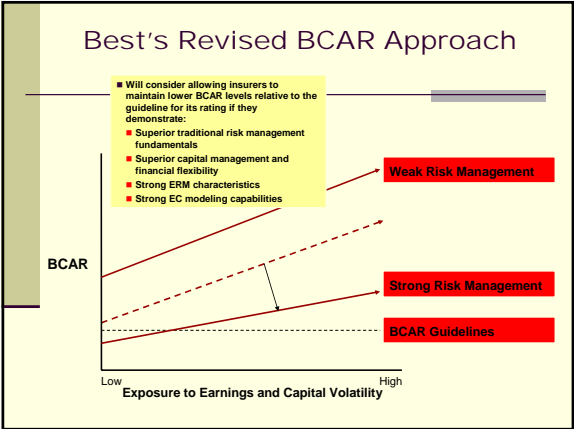 Best's Revised BCAR Approach
Will consider allowing insurers to
maintain lower BCAR levels relative to the
guideline for its rating if they
demonstrate:
Superior traditional risk management
fundamentals
Superior capital management and
financial flexibility
Strong ERM characteristics
Strong EC modeling capabilities
Weak Risk Management
BCAR
Strong Risk Management
BCAR Guidelines
Low
High
Exposure to Earnings and Capital Volatility